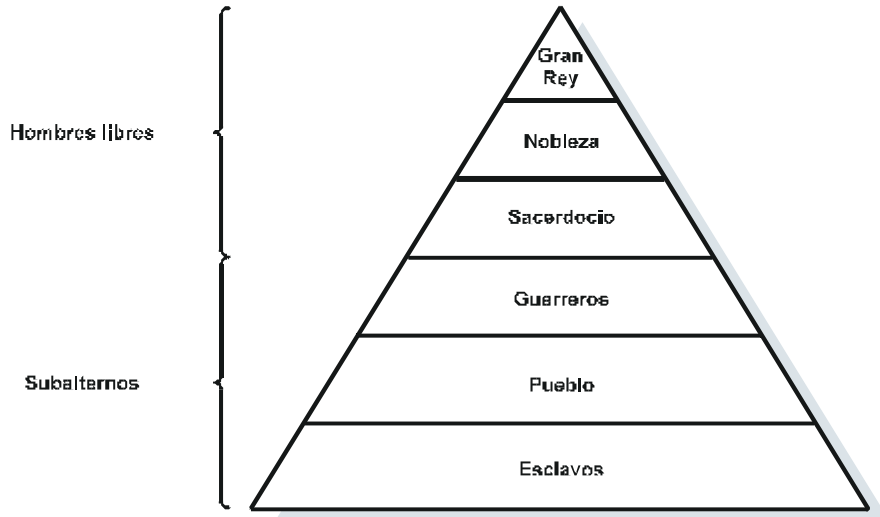 Gran
Rey
Hombres libres
Nobleza
Sacerdocio
Guerreros
Subalternos
Pueblo
Esclavos